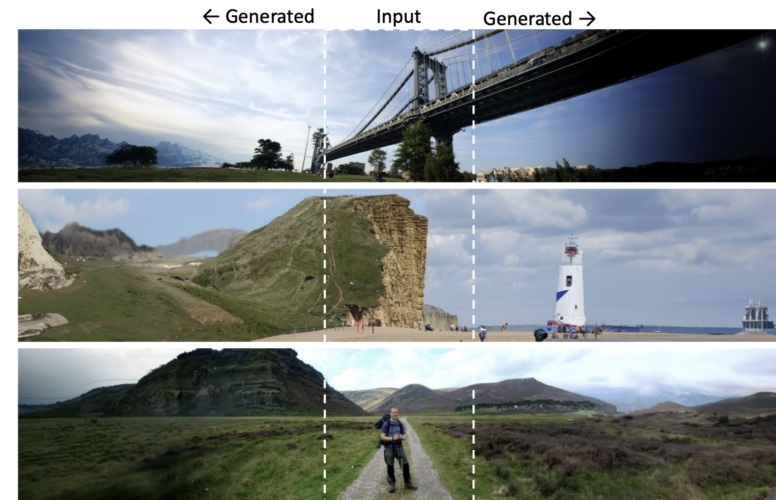 ← Generated Input Generated →